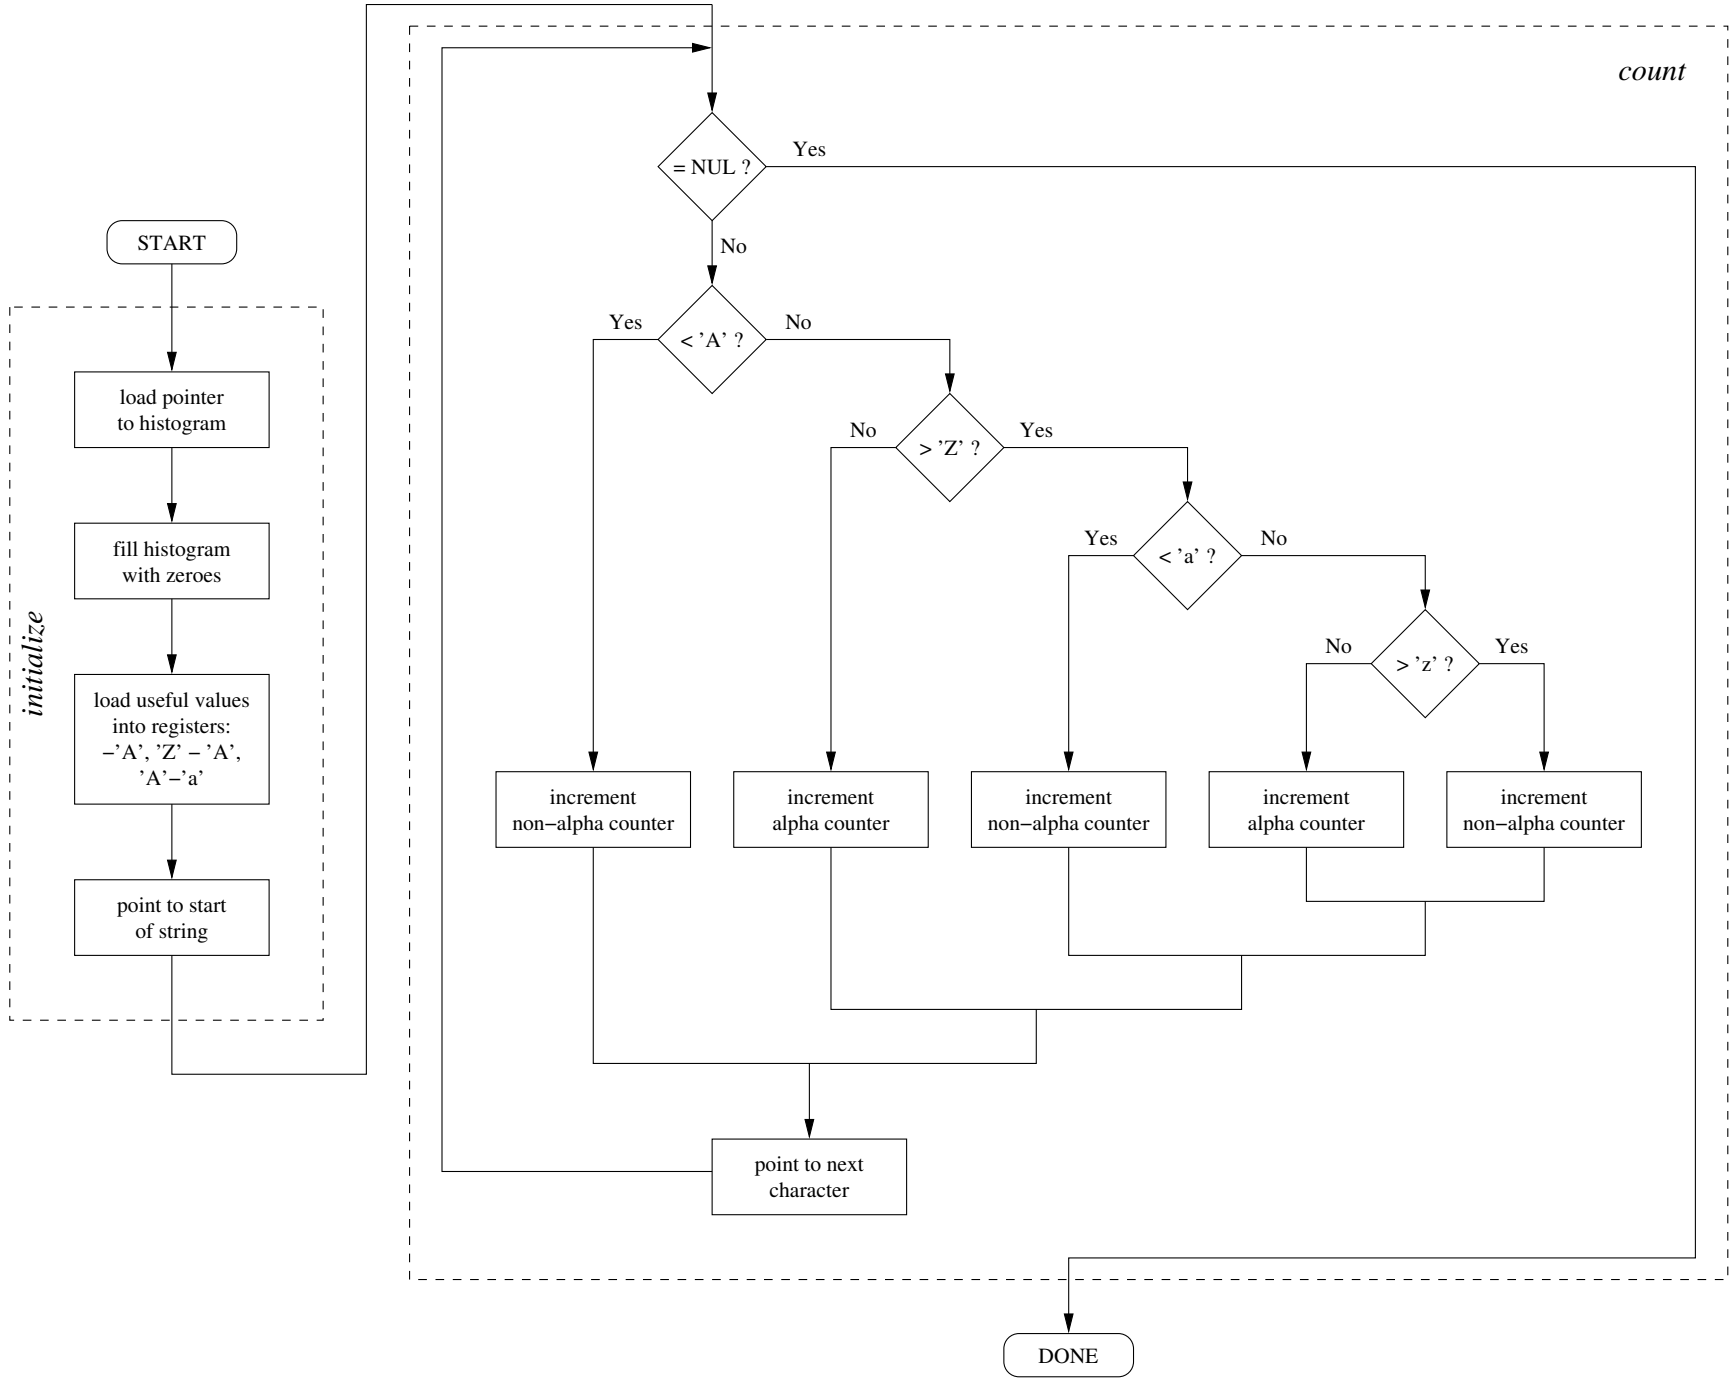 count
= NUL ?
Yes
No
START
< ’A’ ?
Yes
No
load pointer
to histogram
> ’Z’ ?
No
Yes
fill histogram
with zeroes
< ’a’ ?
Yes
No
initialize
> ’z’ ?
No
Yes
load useful values
into registers:
−’A’, ’Z’ − ’A’,
’A’−’a’
increment
non−alpha counter
increment
alpha counter
increment
non−alpha counter
increment
alpha counter
increment
non−alpha counter
point to start
of string
point to next
character
DONE